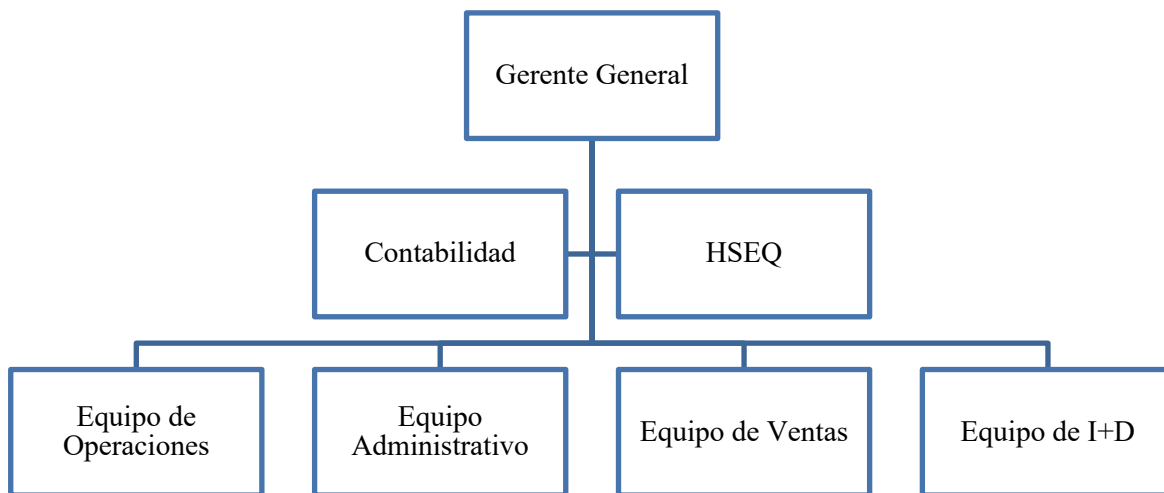 Gerente General
Contabilidad
HSEQ
Equipo de
Operaciones
Equipo
Administrativo
Equipo de Ventas
Equipo de I+D